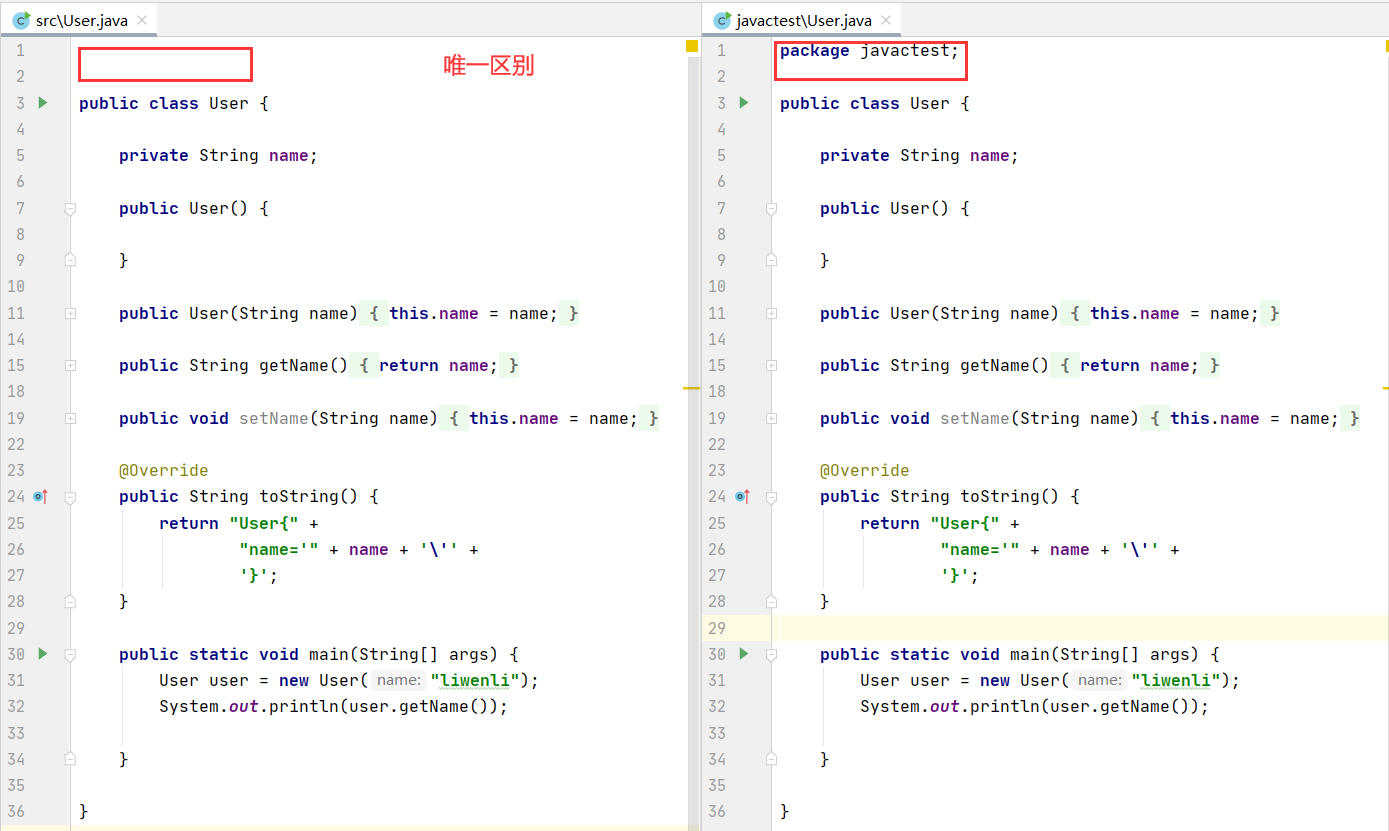 src\User.java
唯一区别
1
2
3 public class User {
4
5 private String name;
6
7 public User() {
8
9 }
10
11 public User(String name) { this.name = name; }
14
15 public String getName() { return name; }
18
19 public void setName(String name) { this.name = name; }
22
23 @Override
24 public String toString() {
25 return "User{" +
26 "name='" + name + '\'' +
27 '}';
28 }
29
30 public static void main(String[] args) {
31 User user = new User( name: "liwenli");
32 System.out.println(user.getName());
33
34 }
35
36 }
javactest\User.java
1 package javactest;
2
3 public class User {
4
5 private String name;
6
7 public User() {
8
9 }
10
11 public User(String name) { this.name = name; }
14
15 public String getName() { return name; }
18
19 public void setName(String name) { this.name = name; }
22
23 @Override
24 public String toString() {
25 return "User{" +
26 "name='" + name + '\'' +
27 '}';
28 }
29
30 public static void main(String[] args) {
31 User user = new User( name: "liwenli");
32 System.out.println(user.getName());
33
34 }
35
36 }